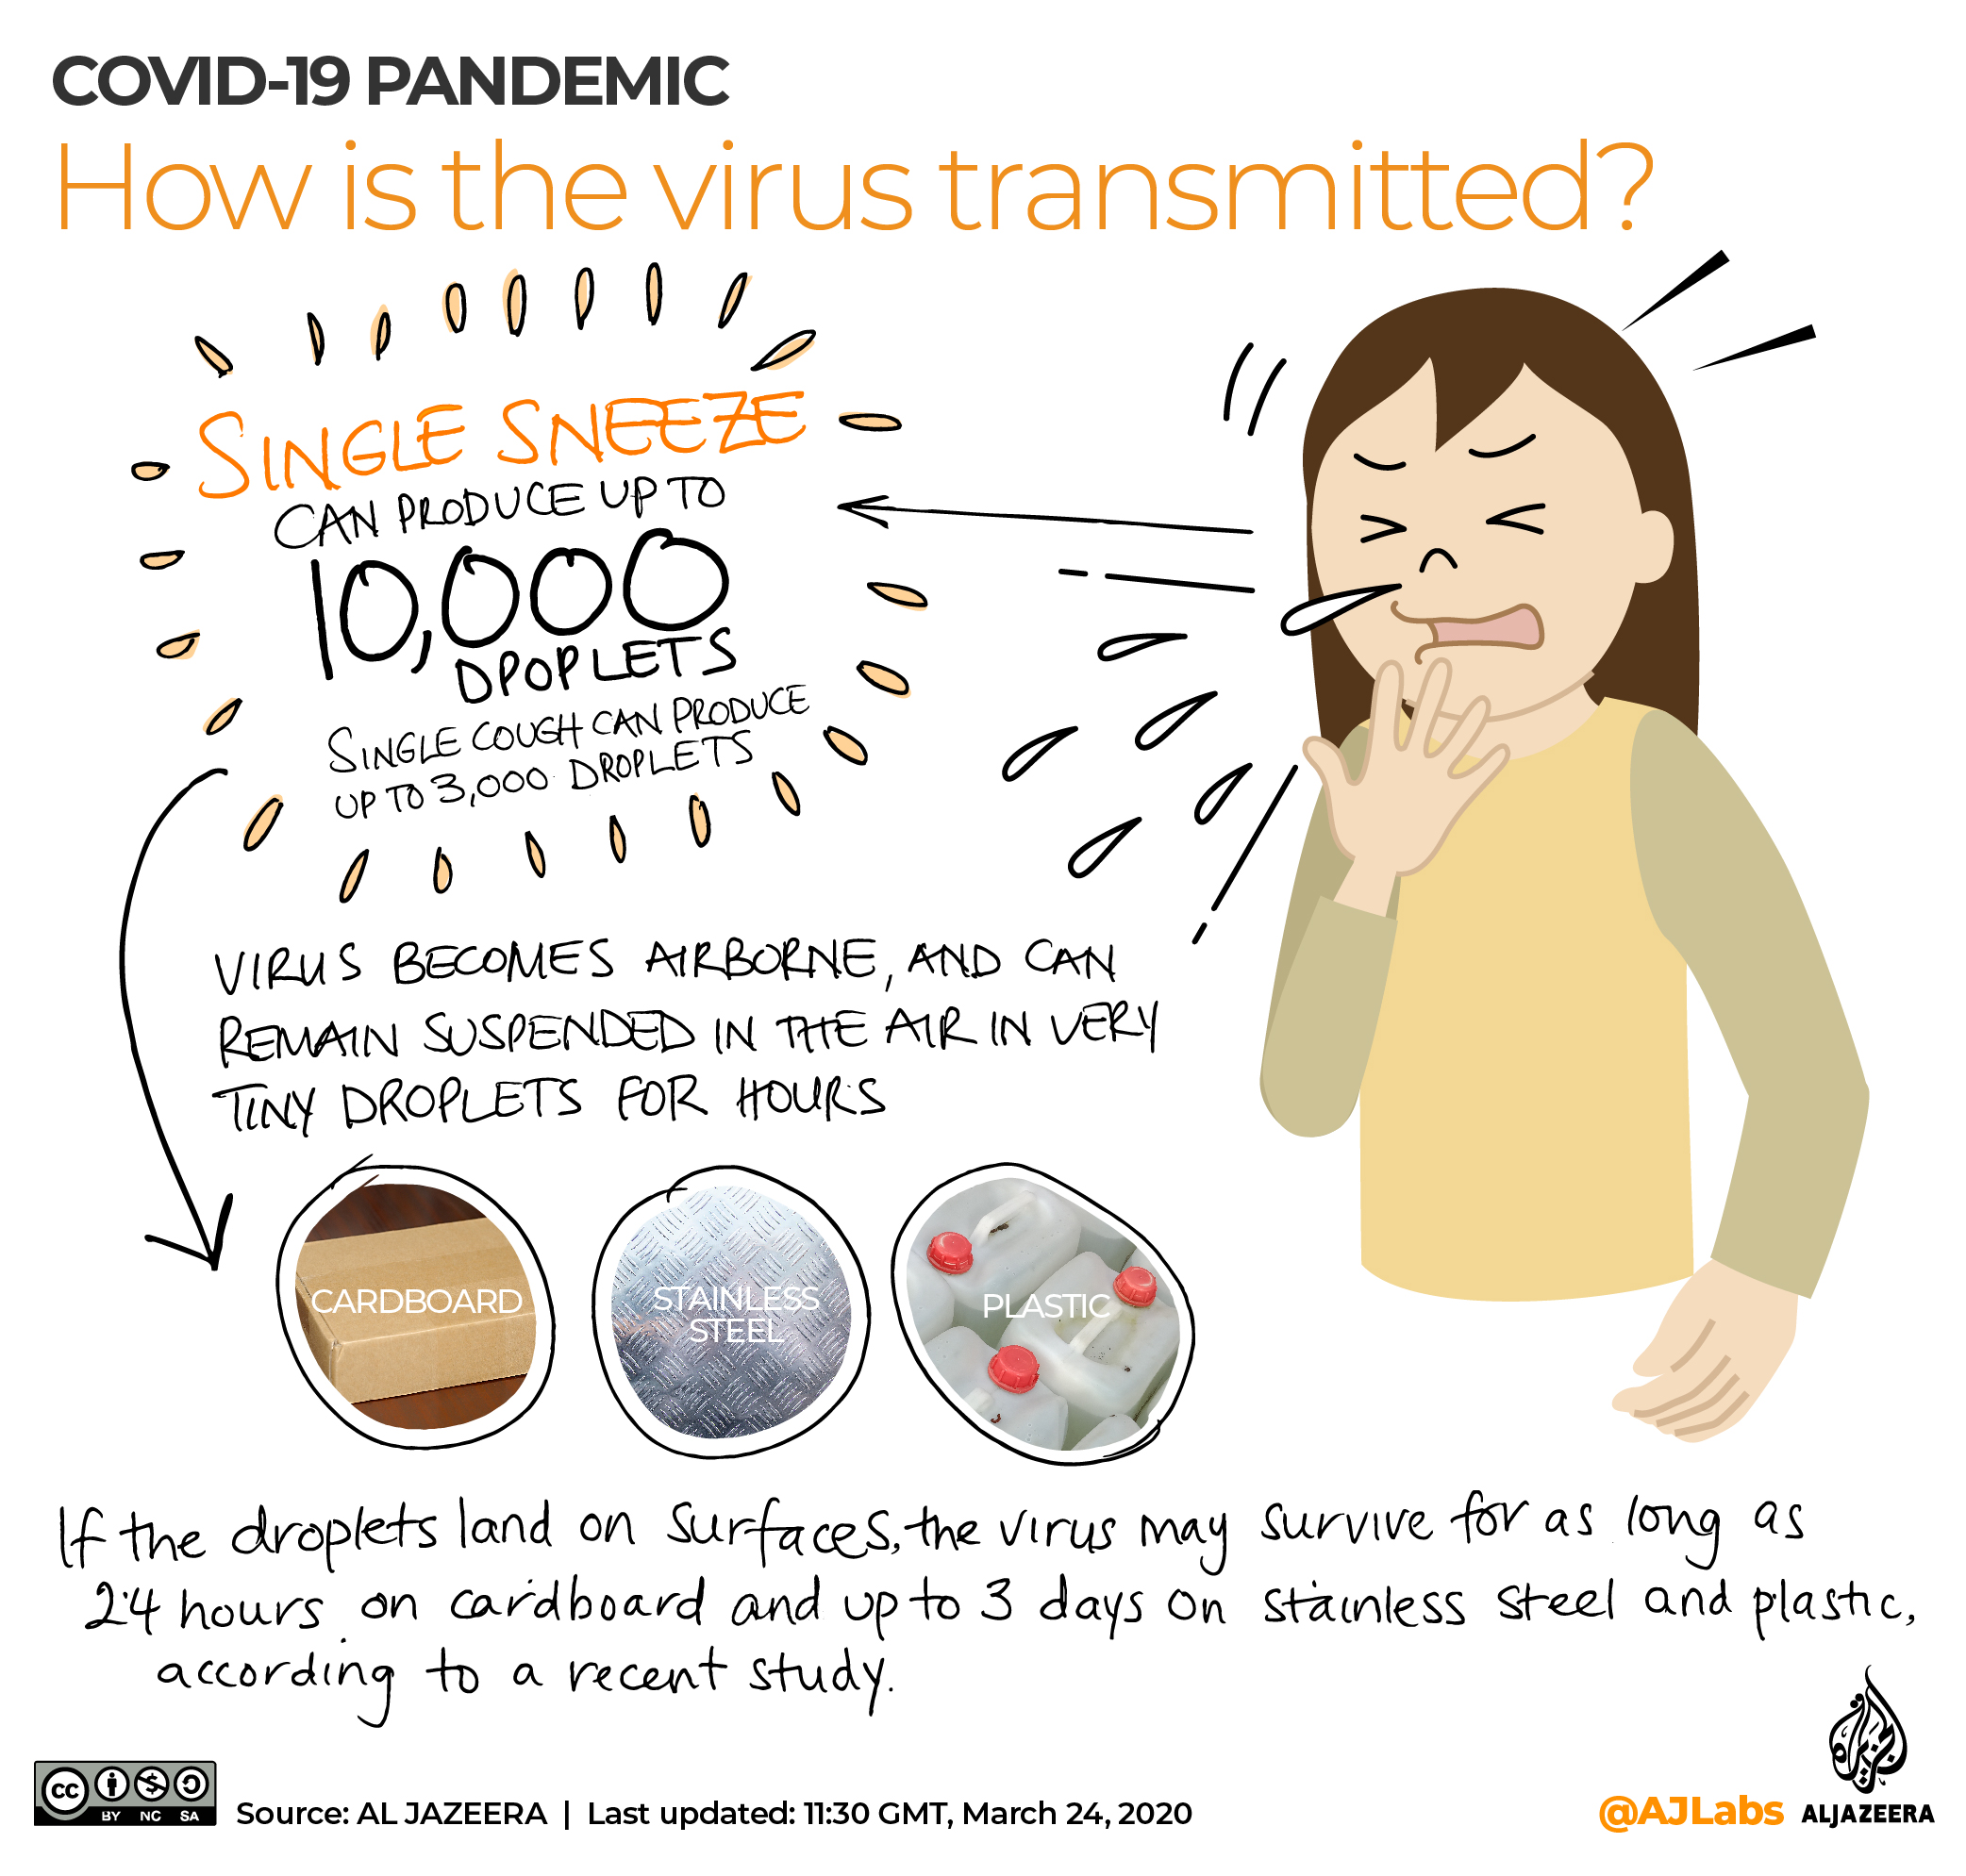 COVID-19 PANDEMIC
How is the virus transmitted?
SINGLE SNEEZE
CAN PRODUCE UP TO
10,000
DPOPLETS
SINGLE COUGH CAN PRODUCE
UP TO 3,000 DROPLETS
VIRUS BECOMES AIRBORNE, AND CAN
REMAIN SUSPENDED IN THE AIR IN VERY
TINY DROPLETS FOR HOURS
CARDBOARD
STAINLESS
STEEL
PLASTIC
If the droplets land on surfaces, the virus may survive for as long as
24 hours on cardboard and up to 3 days on stainless steel and plastic,
according to a recent study.
cc BY NC SA
Source: AL JAZEERA | Last updated: 11:30 GMT, March 24, 2020
@AJLabs ALJAZEERA
الجزيرة